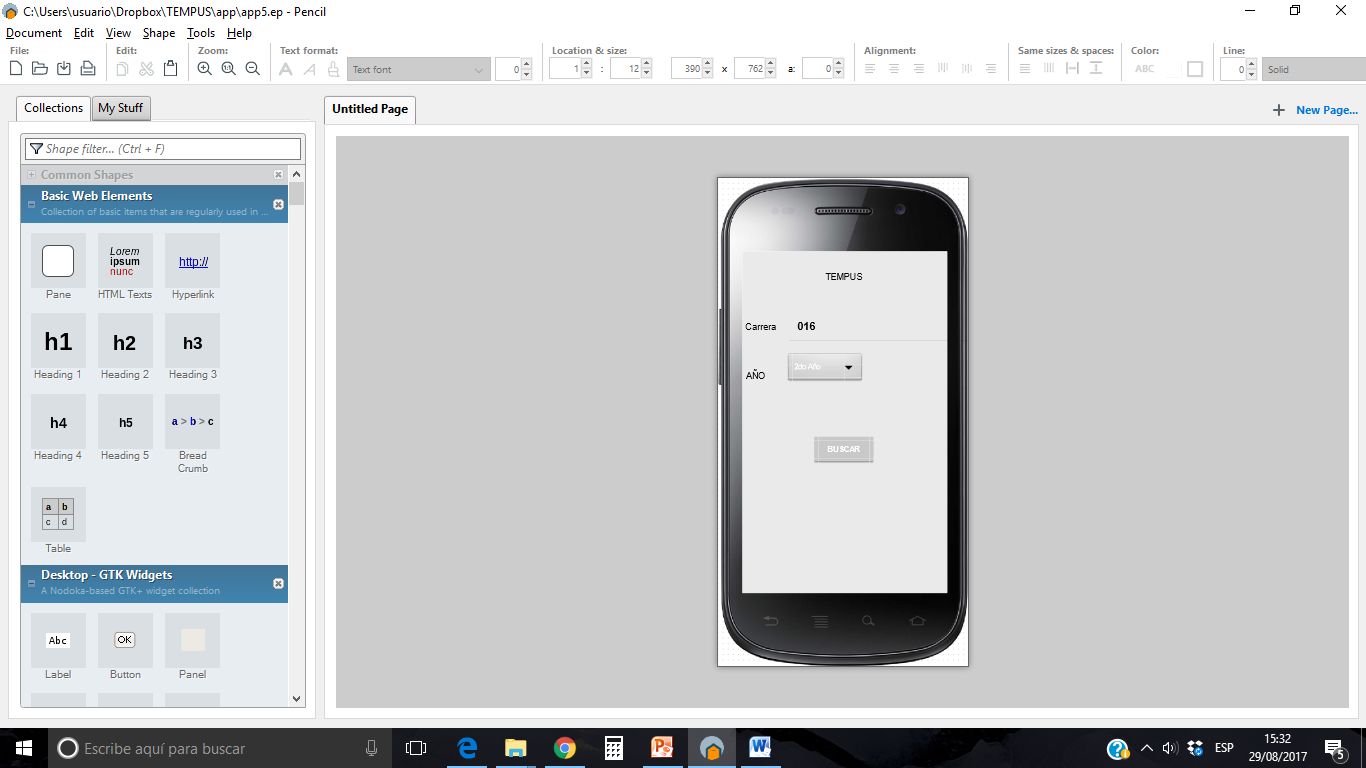 C:\Users\usuario\Dropbox\TEMPUS\app\app5.ep - Pencil
Document Edit View Shape Tools Help
File: Edit: Zoom: Text format: Location & size: Alignment: Same sizes & spaces: Color: Line:
Text font 0 1 : 12 390 x 762 a: 0 ABC 0 Solid
Collections My Stuff
Untitled Page
New Page...
Shape filter... (Ctrl + F)
Common Shapes
Basic Web Elements
Collection of basic items that are regularly used in ...
Lorem
ipsum
nunc
http://
Pane HTML Texts Hyperlink
h1 h2 h3
Heading 1 Heading 2 Heading 3
h4 h5 a > b > c
Heading 4 Heading 5 Bread
Crumb
a b
c d
Table
Desktop - GTK Widgets
A Nodoka-based GTK+ widget collection
Abc OK
Label Button Panel
TEMPUS
Carrera 016
AÑO 2do Año
BUSCAR
Escribe aquí para buscar
ESP
15:32
29/08/2017
5